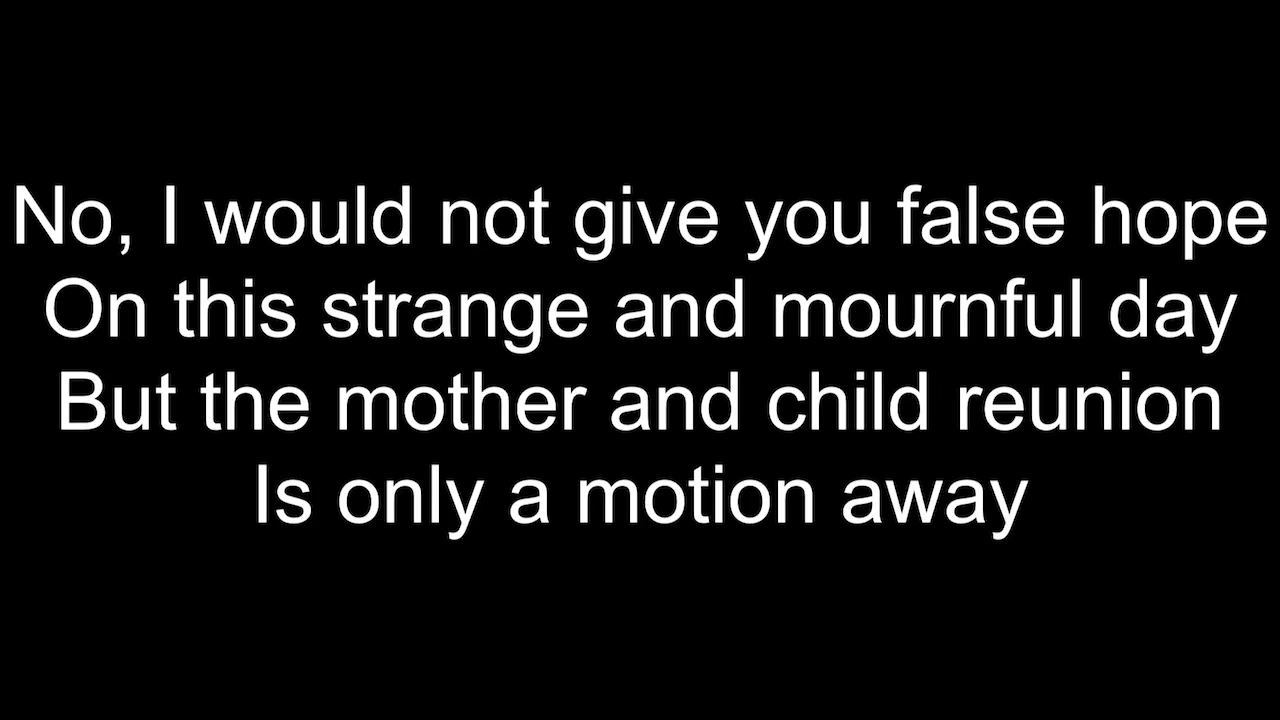 No, I would not give you false hope
On this strange and mournful day
But the mother and child reunion
Is only a motion away